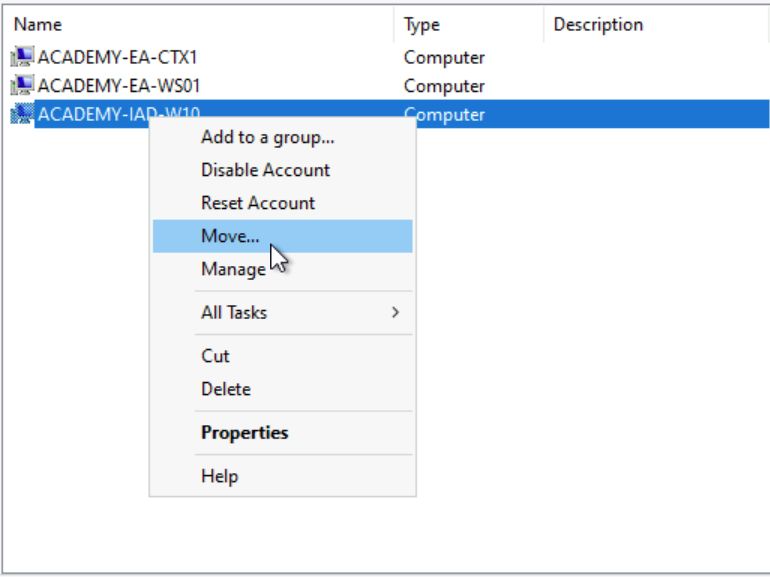 Name Type Description
ACADEMY-EA-CTX1 Computer
ACADEMY-EA-WS01 Computer
ACADEMY-IAD-W10 Computer
Add to a group...
Disable Account
Reset Account
Move...
Manage
All Tasks
Cut
Delete
Properties
Help